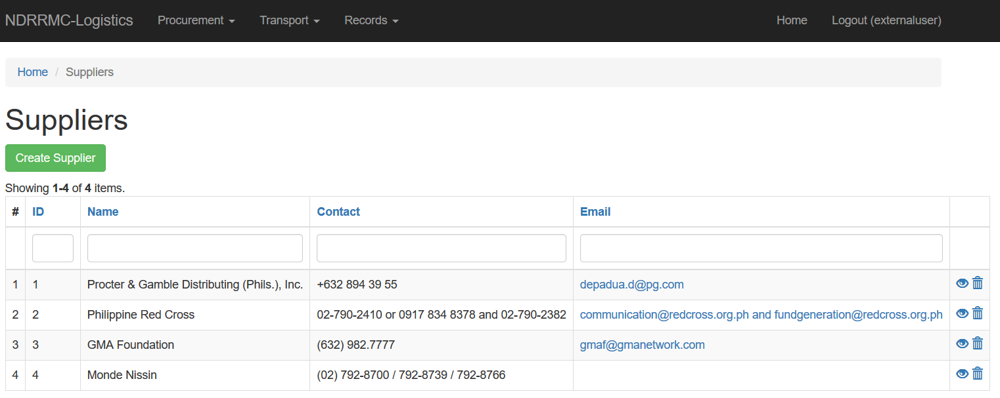 NDRRMC-Logistics Procurement Transport Records Home Logout (externaluser)
Home / Suppliers
Suppliers
Create Supplier
Showing 1-4 of 4 items.
# ID Name Contact Email
1 1 Procter & Gamble Distributing (Phils.), Inc. +632 894 39 55 depadua.d@pg.com
2 2 Philippine Red Cross 02-790-2410 or 0917 834 8378 and 02-790-2382 communication@redcross.org.ph and fundgeneration@redcross.org.ph
3 3 GMA Foundation (632) 982.7777 gmaf@gmanetwork.com
4 4 Monde Nissin (02) 792-8700 / 792-8739 / 792-8766